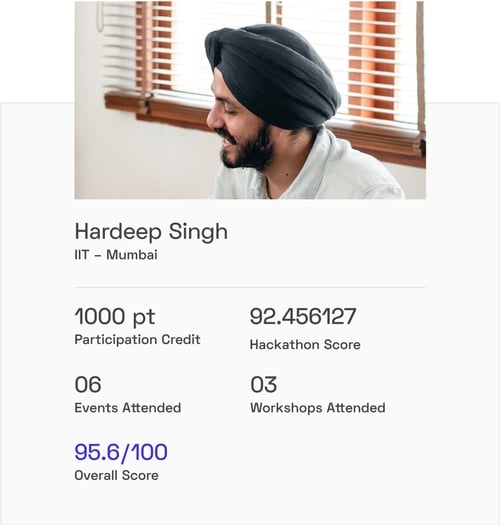 Hardeep Singh
IIT – Mumbai
1000 pt
Participation Credit
92.456127
Hackathon Score
06
Events Attended
03
Workshops Attended
95.6/100
Overall Score